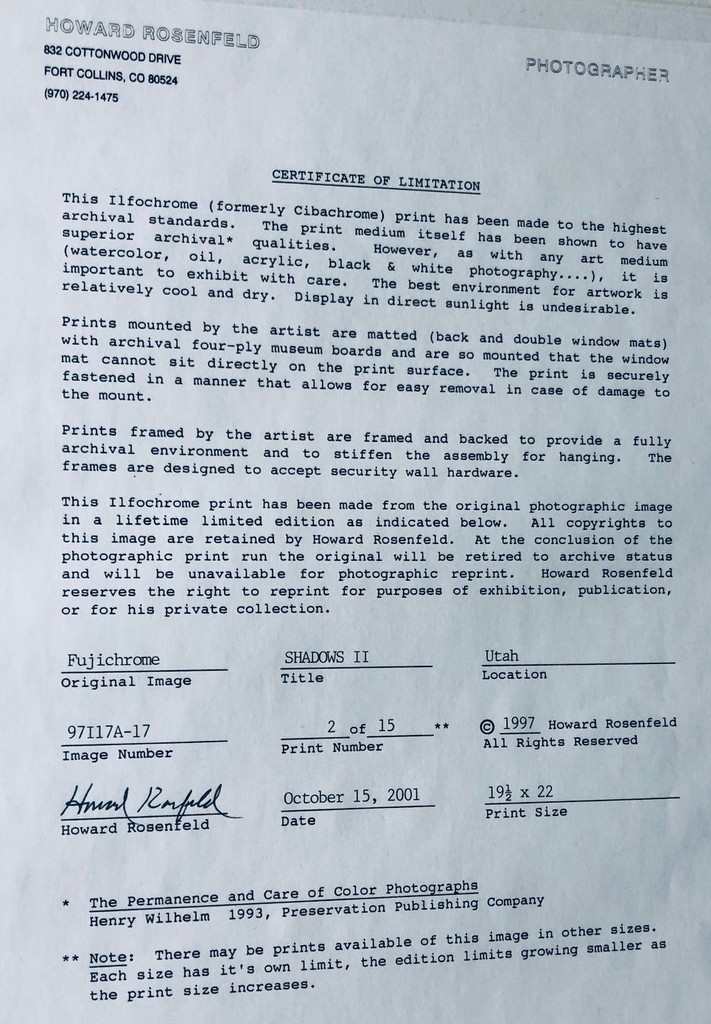 HOWARD ROSENFELD
832 COTTONWOOD DRIVE
FORT COLLINS, CO 80524
(970) 224-1475
PHOTOGRAPHER
CERTIFICATE OF LIMITATION
This Ilfochrome (formerly Cibachrome) print has been made to the highest
archival standards. The print medium itself has been shown to have
superior archival* qualities. However, as with any art medium
(watercolor, oil, acrylic, black & white photography....), it is
important to exhibit with care. The best environment for artwork is
relatively cool and dry. Display in direct sunlight is undesirable.
Prints mounted by the artist are matted (back and double window mats)
with archival four-ply museum boards and are so mounted that the window
mat cannot sit directly on the print surface. The print is securely
fastened in a manner that allows for easy removal in case of damage to
the mount.
Prints framed by the artist are framed and backed to provide a fully
archival environment and to stiffen the assembly for hanging. The
frames are designed to accept security wall hardware.
This Ilfochrome print has been made from the original photographic image
in a lifetime limited edition as indicated below. All copyrights to
this image are retained by Howard Rosenfeld. At the conclusion of the
photographic print run the original will be retired to archive status
and will be unavailable for photographic reprint. Howard Rosenfeld
reserves the right to reprint for purposes of exhibition, publication,
or for his private collection.
Fujichrome SHADOWS II Utah
Original Image Title Location
97I17A-17 2 of 15 ** © 1997 Howard Rosenfeld
Image Number Print Number All Rights Reserved
Howard Rosenfeld October 15, 2001 19½ x 22
Howard Rosenfeld Date Print Size
* The Permanence and Care of Color Photographs
Henry Wilhelm 1993, Preservation Publishing Company
** Note: There may be prints available of this image in other sizes.
Each size has it's own limit, the edition limits growing smaller as
the print size increases.